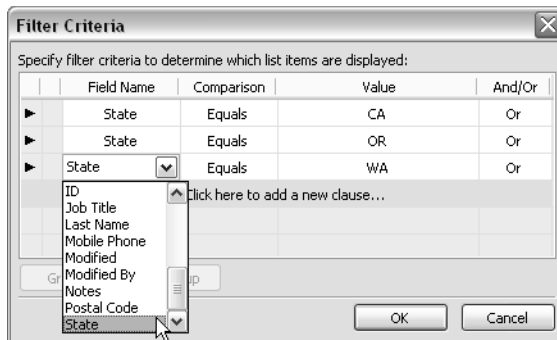 Filter Criteria
Specify filter criteria to determine which list items are displayed:
Field Name Comparison Value And/Or
State Equals CA Or
State Equals OR Or
State Equals WA Or
Click here to add a new clause...
ID
Job Title
Last Name
Mobile Phone
Modified
Modified By
Notes
Postal Code
State
OK Cancel